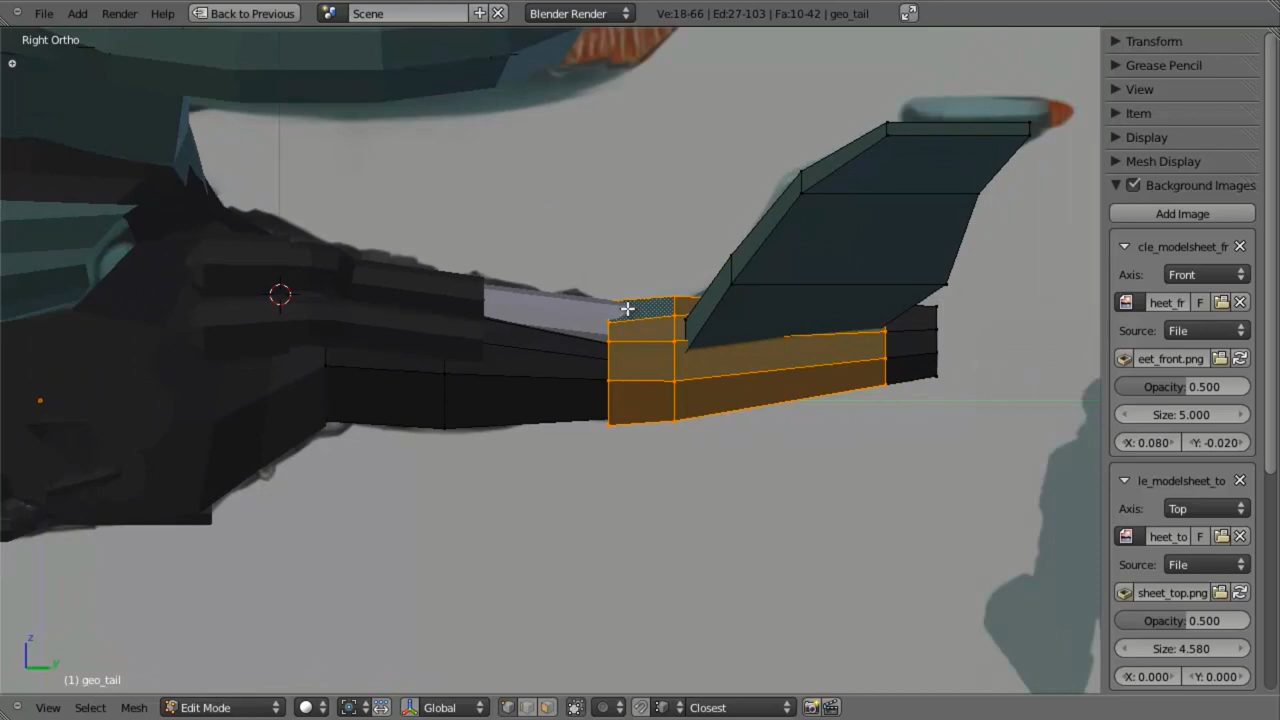 File Add Render Help Back to Previous Scene Blender Render Ve:18-66 | Ed:27-103 | Fa:10-42 | geo_tail
Right Ortho
Transform
Grease Pencil
View
Item
Display
Mesh Display
Background Images
Add Image
cle_modelsheet_fr
Axis: Front
heet_fr F
Source: File
eet_front.png
Opacity: 0.500
Size: 5.000
X: 0.080 Y: -0.020
le_modelsheet_to
Axis: Top
heet_to F
Source: File
sheet_top.png
Opacity: 0.500
Size: 4.580
X: 0.000 Y: 0.000
z
y
(1) geo_tail
View Select Mesh Edit Mode Global Closest